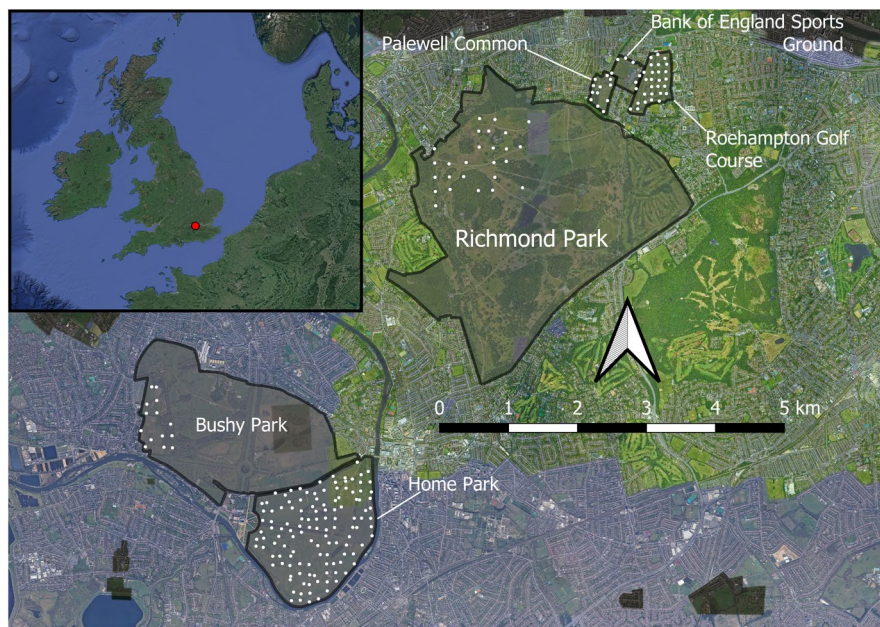 Bank of England Sports
Ground
Palewell Common
Roehampton Golf
Course
Richmond Park
0 1 2 3 4 5 km
Bushy Park
Home Park